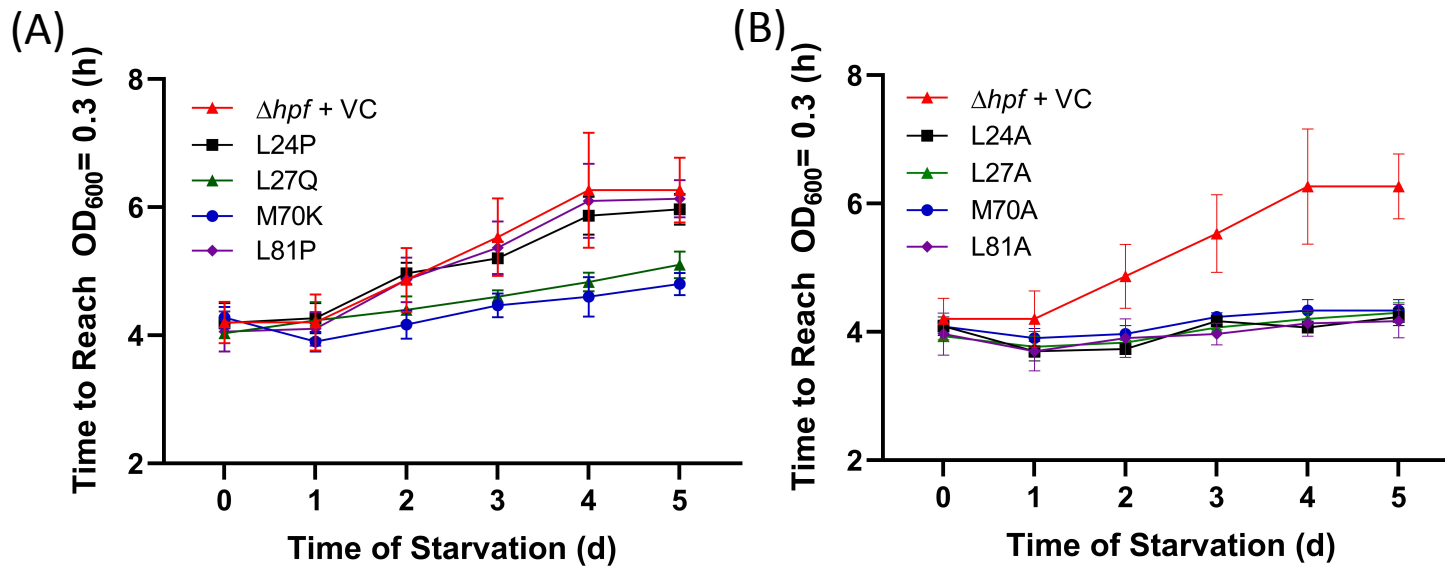 (A)
Time to Reach OD600= 0.3 (h)
8
6
4
2
Δhpf + VC
L24P
L27Q
M70K
L81P
0 1 2 3 4 5
Time of Starvation (d)
(B)
Time to Reach OD600= 0.3 (h)
8
6
4
2
Δhpf + VC
L24A
L27A
M70A
L81A
0 1 2 3 4 5
Time of Starvation (d)